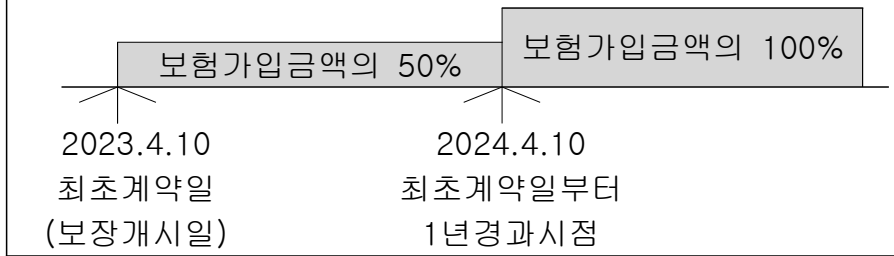 보험가입금액의 50%
보험가입금액의 100%
2023.4.10
최초계약일
(보장개시일)
2024.4.10
최초계약일부터
1년경과시점